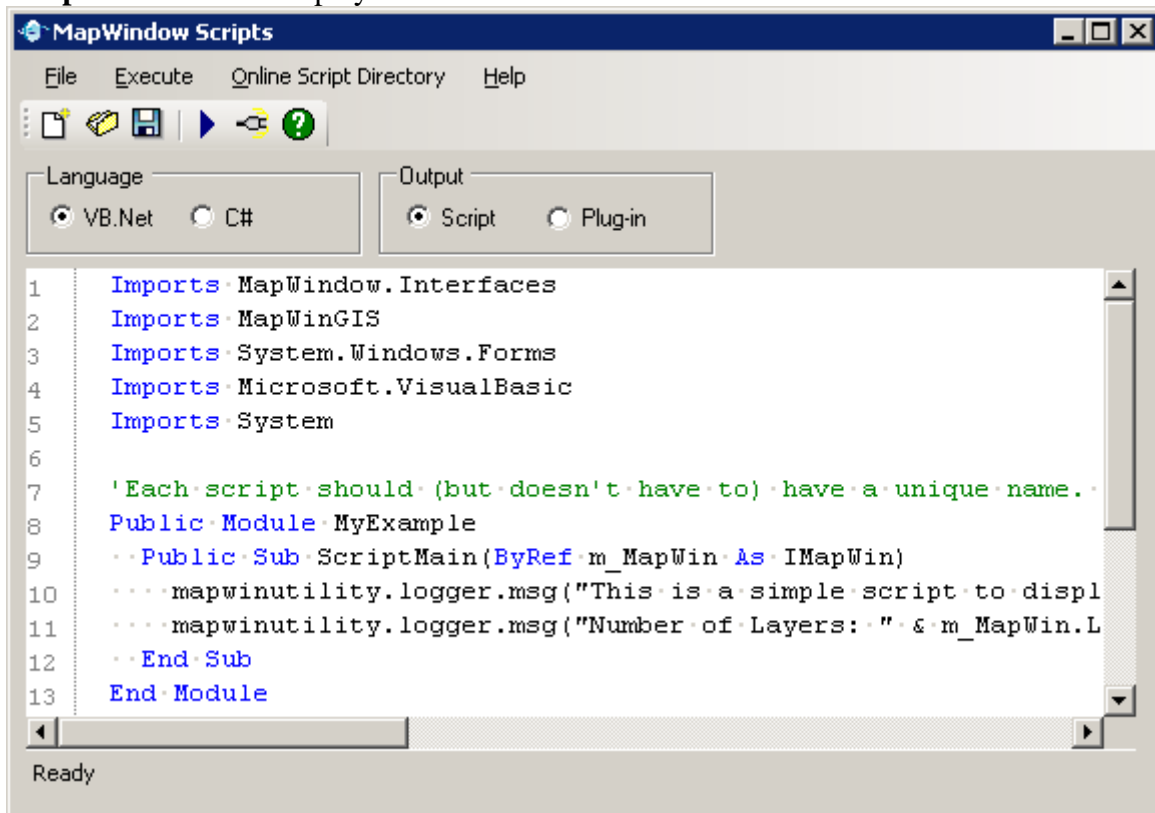 MapWindow Scripts
File Execute Online Script Directory Help
Language Output
VB.Net C# Script Plug-in
1 Imports MapWindow.Interfaces
2 Imports MapWinGIS
3 Imports System.Windows.Forms
4 Imports Microsoft.VisualBasic
5 Imports System
6
7 'Each script should (but doesn't have to) have a unique name.
8 Public Module MyExample
9 Public Sub ScriptMain(ByRef m_MapWin As IMapWin)
10 mapwinutility.logger.msg("This is a simple script to displ
11 mapwinutility.logger.msg("Number of Layers: " & m_MapWin.L
12 End Sub
13 End Module
Ready